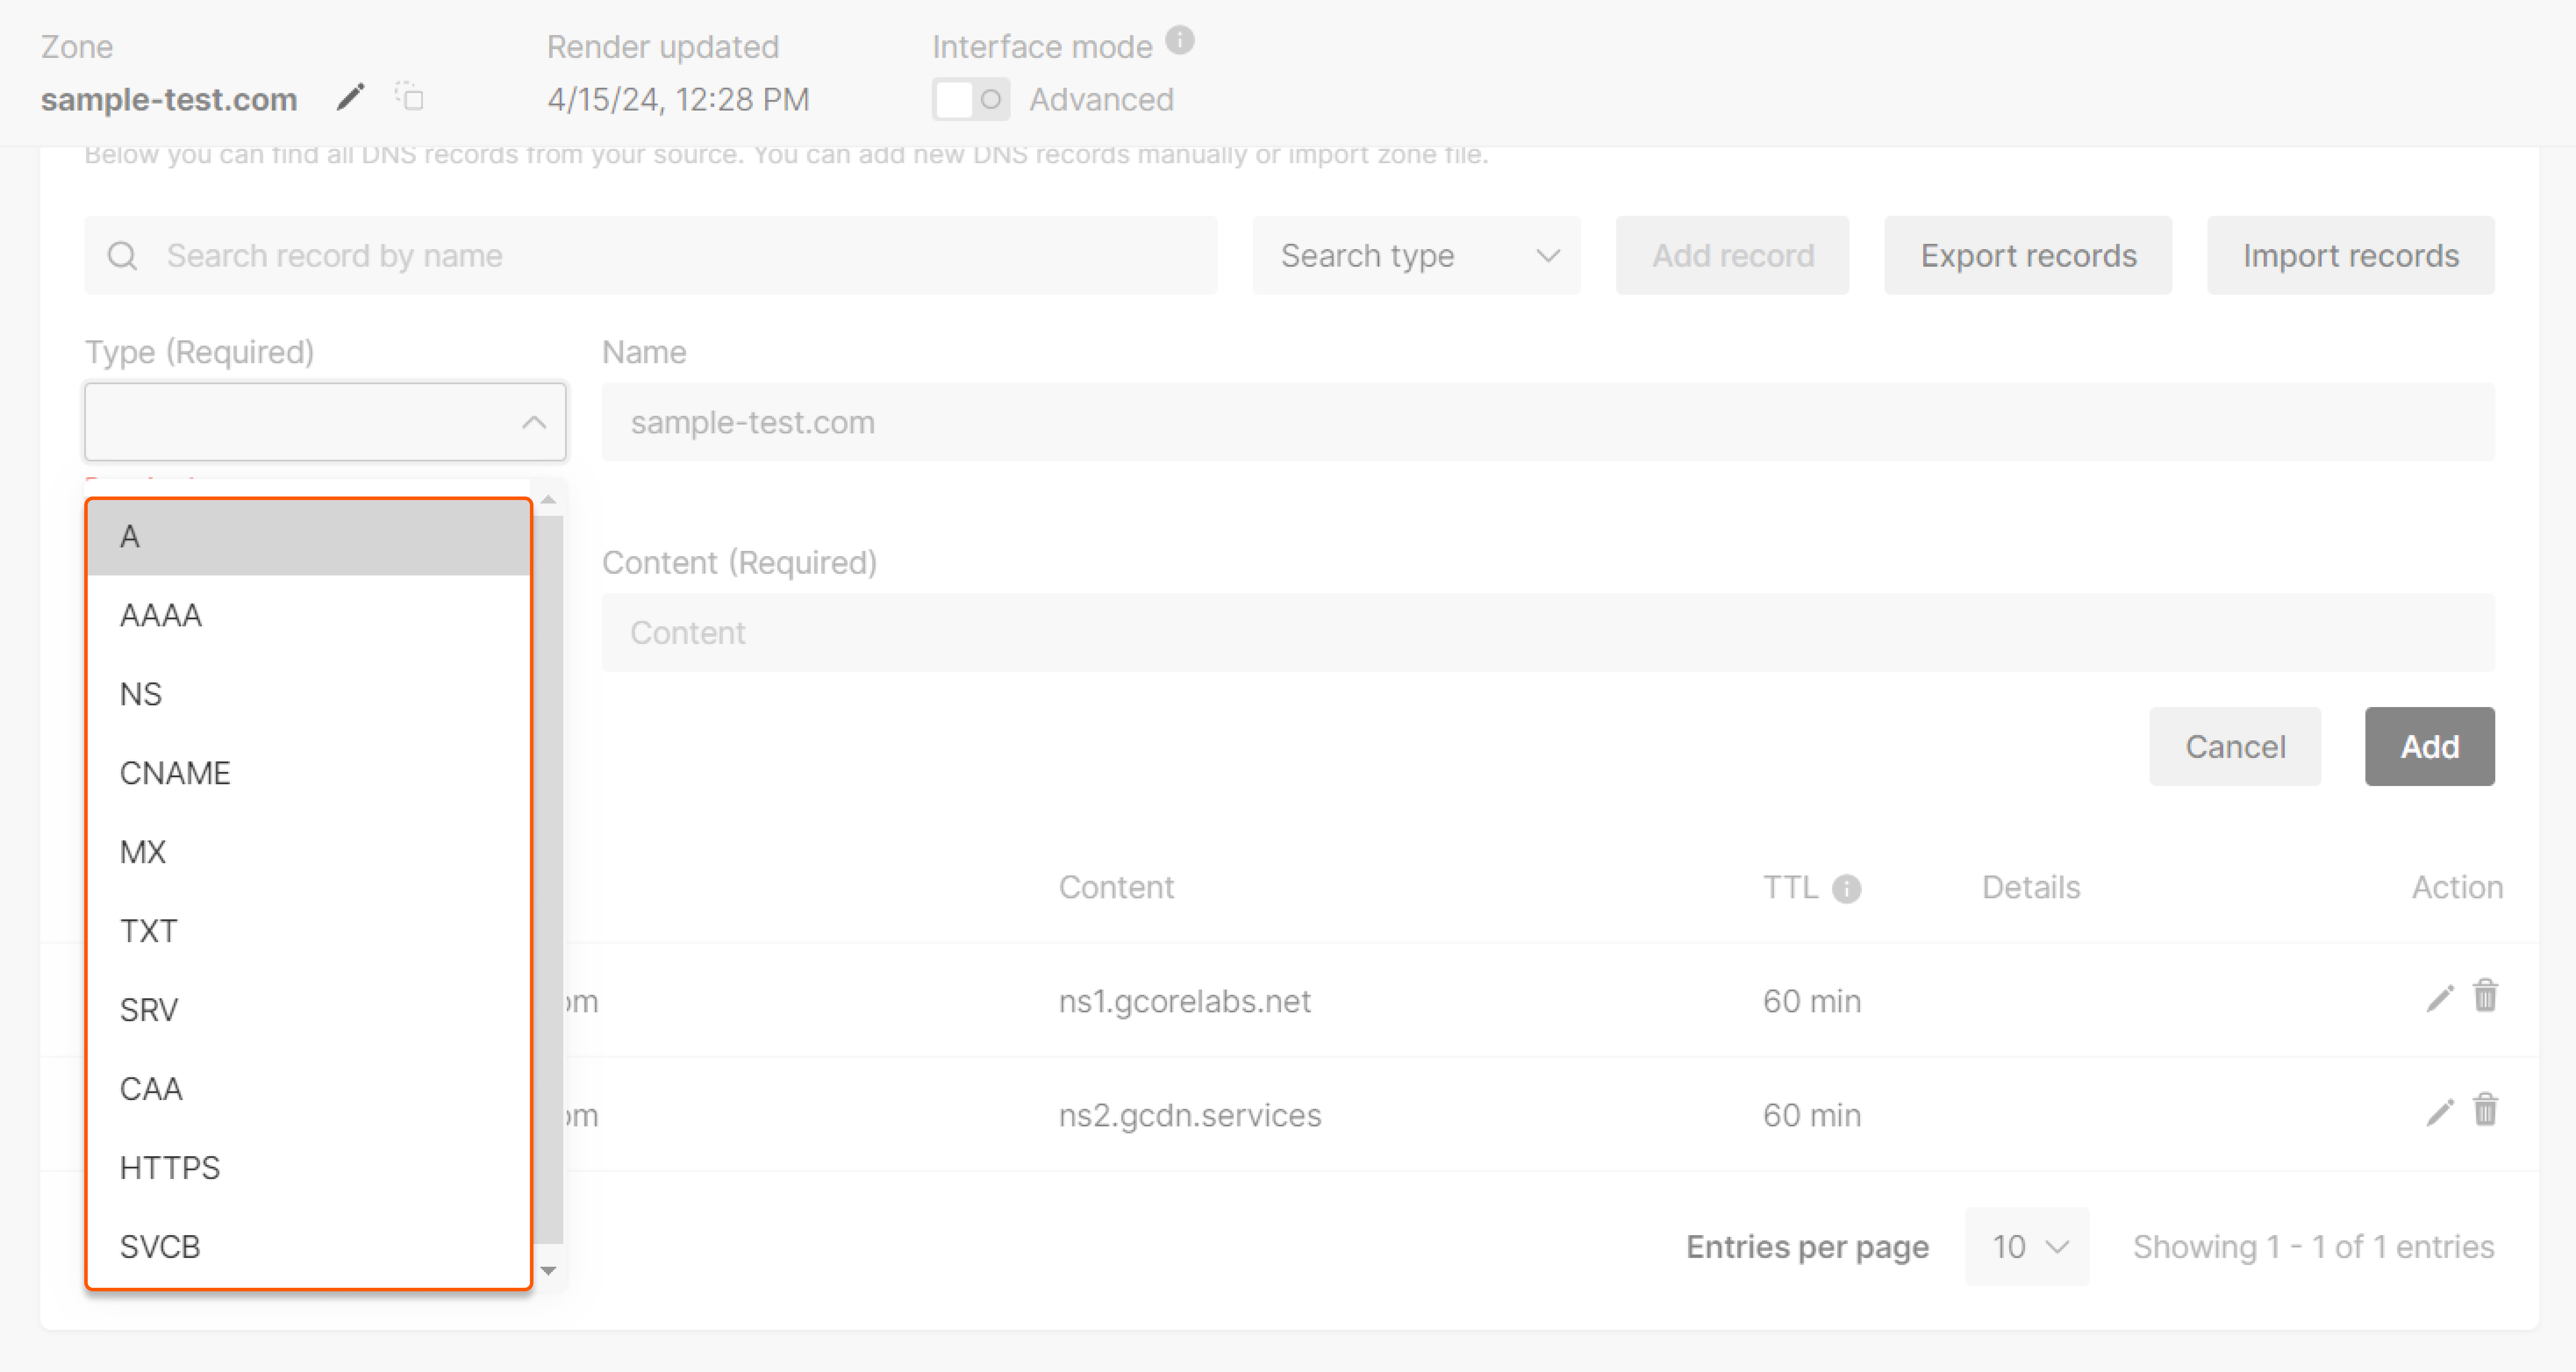 Zone
sample-test.com
Render updated
4/15/24, 12:28 PM
Interface mode
Advanced
Below you can find all DNS records from your source. You can add new DNS records manually or import zone file.
Search record by name
Search type
Add record
Export records
Import records
Type (Required)
Name
sample-test.com
A
AAAA
NS
CNAME
MX
TXT
SRV
CAA
HTTPS
SVCB
Content (Required)
Content
Cancel
Add
Content TTL Details Action
om ns1.gcorelabs.net 60 min
om ns2.gcdn.services 60 min
Entries per page 10 Showing 1 - 1 of 1 entries